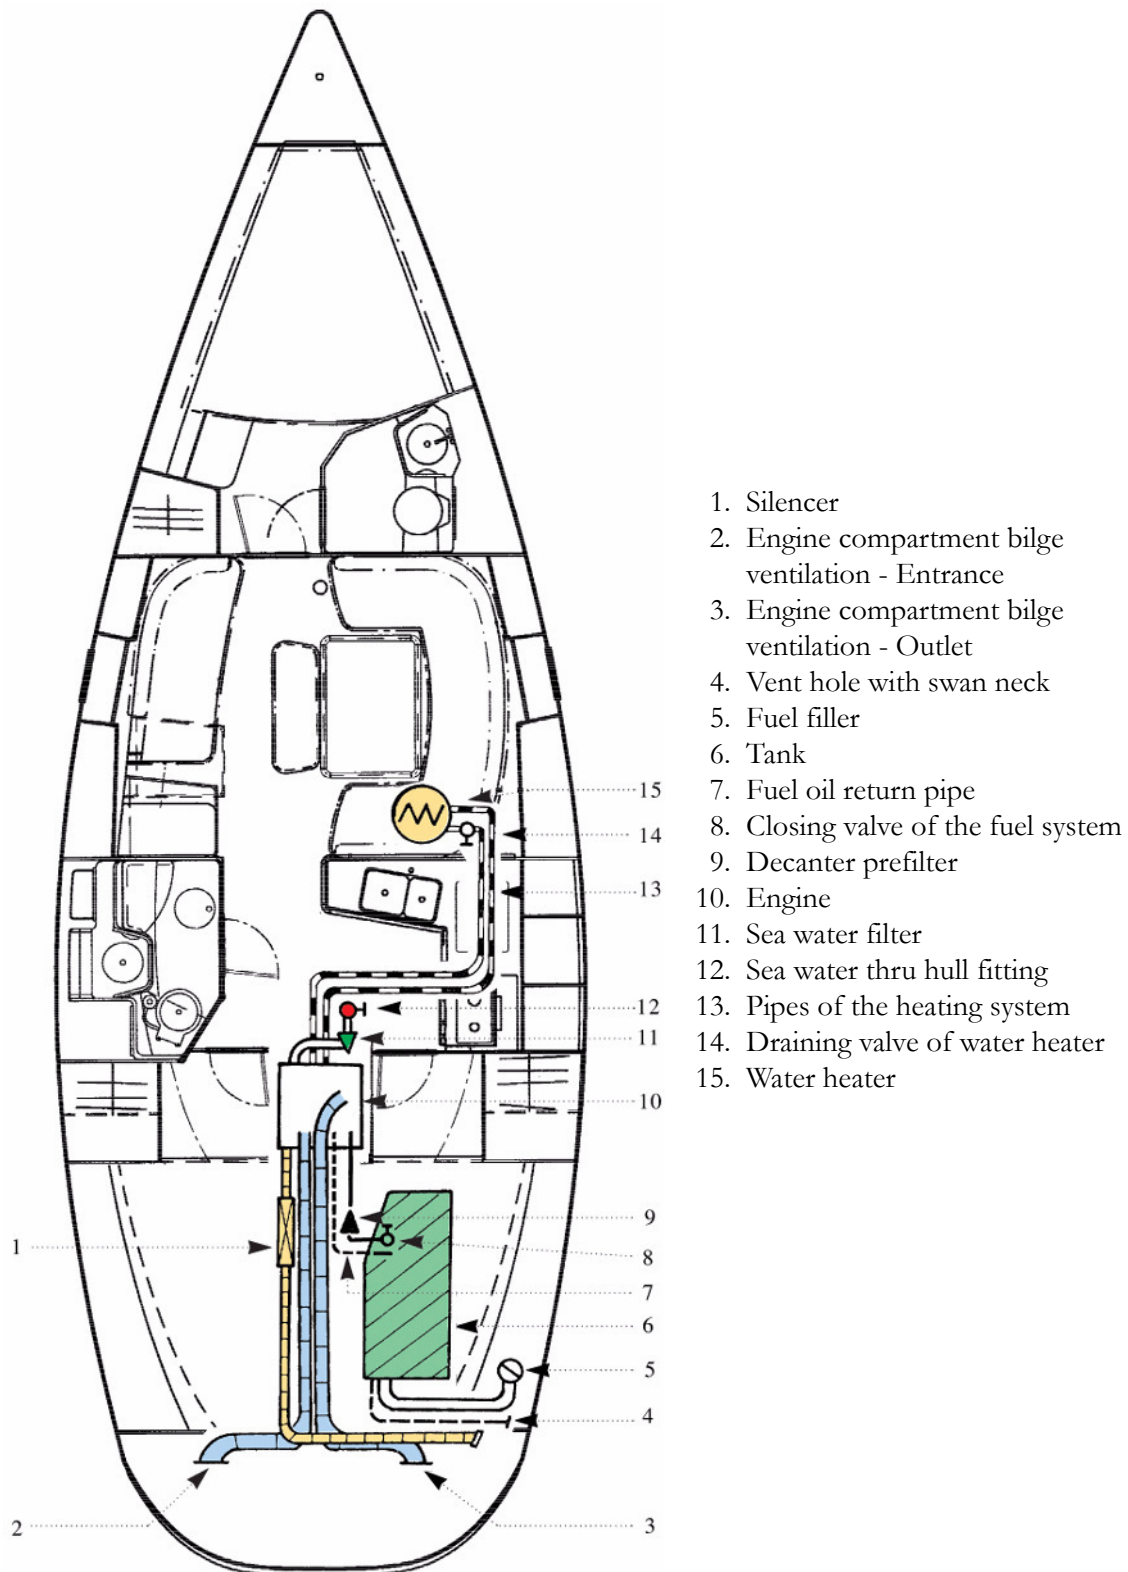 1. Silencer
2. Engine compartment bilge
ventilation - Entrance
3. Engine compartment bilge
ventilation - Outlet
4. Vent hole with swan neck
5. Fuel filler
6. Tank
7. Fuel oil return pipe
8. Closing valve of the fuel system
9. Decanter prefilter
10. Engine
11. Sea water filter
12. Sea water thru hull fitting
13. Pipes of the heating system
14. Draining valve of water heater
15. Water heater
15
14
13
12
11
10
9
8
7
6
5
4
3
1
2